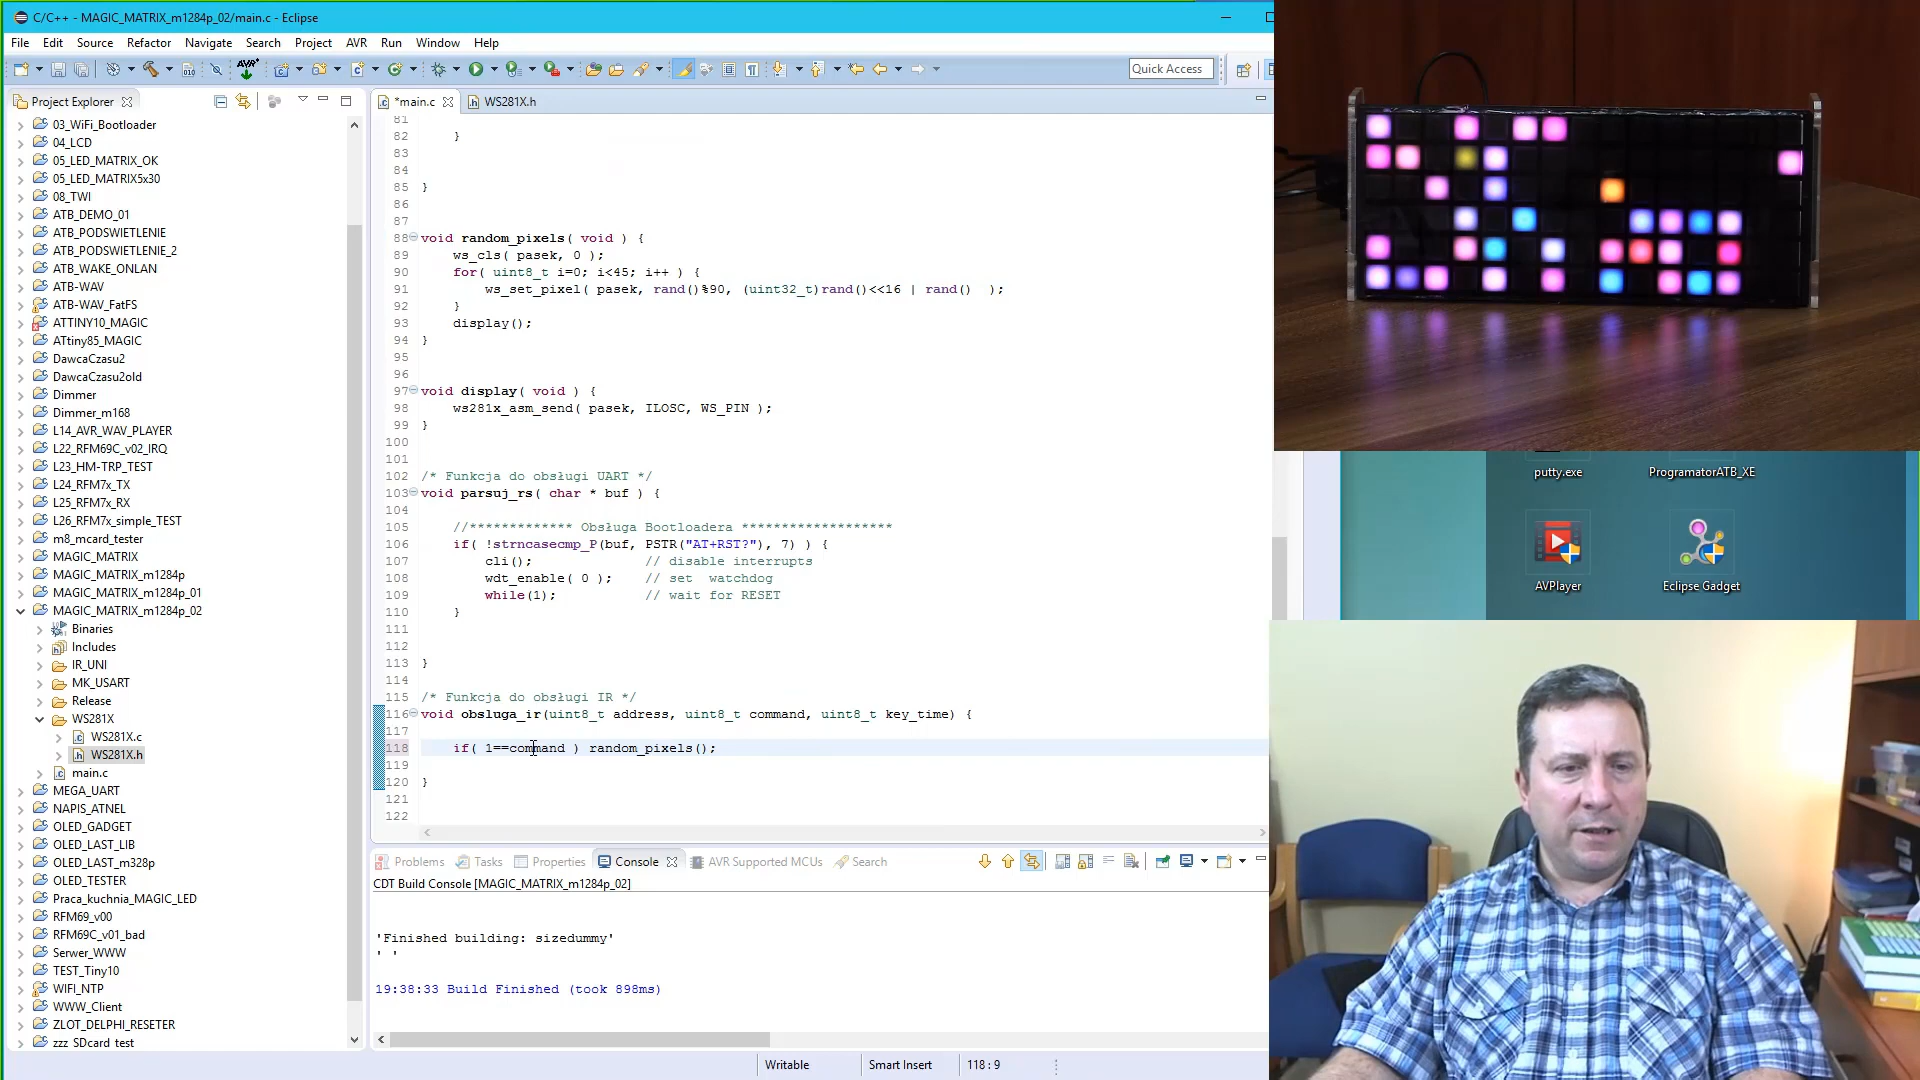 C/C++ - MAGIC_MATRIX_m1284p_02/main.c - Eclipse
File Edit Source Refactor Navigate Search Project AVR Run Window Help
Quick Access
Project Explorer
*main.c
WS281X.h
03_WiFi_Bootloader
04_LCD
05_LED_MATRIX_OK
05_LED_MATRIX5x30
08_TWI
ATB_DEMO_01
ATB_PODSWIETLENIE
ATB_PODSWIETLENIE_2
ATB_WAKE_ONLAN
ATB-WAV
ATB-WAV_FatFS
ATTINY10_MAGIC
ATtiny85_MAGIC
DawcaCzasu2
DawcaCzasu2old
Dimmer
Dimmer_m168
L14_AVR_WAV_PLAYER
L22_RFM69C_v02_IRQ
L23_HM-TRP_TEST
L24_RFM7x_TX
L25_RFM7x_RX
L26_RFM7x_simple_TEST
m8_mcard_tester
MAGIC_MATRIX
MAGIC_MATRIX_m1284p
MAGIC_MATRIX_m1284p_01
MAGIC_MATRIX_m1284p_02
Binaries
Includes
IR_UNI
MK_USART
Release
WS281X
WS281X.c
WS281X.h
main.c
MEGA_UART
NAPIS_ATNEL
OLED_GADGET
OLED_LAST_LIB
OLED_LAST_m328p
OLED_TESTER
Praca_kuchnia_MAGIC_LED
RFM69_v00
RFM69C_v01_bad
Serwer_WWW
TEST_Tiny10
WIFI_NTP
WWW_Client
ZLOT_DELPHI_RESETER
zzz_SDcard_test
81
82 }
83
84
85 }
86
87
88 void random_pixels( void ) {
89 ws_cls( pasek, 0 );
90 for( uint8_t i=0; i<45; i++ ) {
91 ws_set_pixel( pasek, rand()%90, (uint32_t)rand()<<16 | rand() );
92 }
93 display();
94 }
95
96
97 void display( void ) {
98 ws281x_asm_send( pasek, ILOSC, WS_PIN );
99 }
100
101
102 /* Funkcja do obsługi UART */
103 void parsuj_rs( char * buf ) {
104
105 //************* Obsługa Bootloadera *******************
106 if( !strncasecmp_P(buf, PSTR("AT+RST?"), 7) ) {
107 cli(); // disable interrupts
108 wdt_enable( 0 ); // set watchdog
109 while(1); // wait for RESET
110 }
111
112
113 }
114
115 /* Funkcja do obsługi IR */
116 void obsluga_ir(uint8_t address, uint8_t command, uint8_t key_time) {
117
118 if( 1==command ) random_pixels();
119
120 }
121
122
Problems Tasks Properties Console AVR Supported MCUs Search
CDT Build Console [MAGIC_MATRIX_m1284p_02]
'Finished building: sizedummy'
' '
19:38:33 Build Finished (took 898ms)
Writable Smart Insert 118 : 9
putty.exe
ProgramatorATB_XE
AVPlayer
Eclipse Gadget